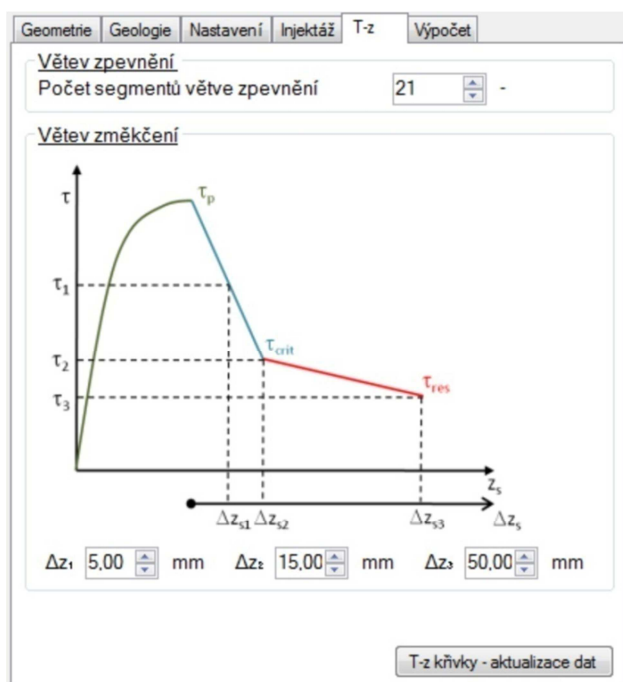 Geometrie Geologie Nastavení Injektáž T-z Výpočet
Větev zpevnění
Počet segmentů větve zpevnění 21 -
Větev změkčení
τ
τp
τ1
τcrit
τ2
τres
τ3
zs
Δzs1 Δzs2 Δzs3 Δzs
Δz₁ 5,00 mm Δz₂ 15,00 mm Δz₃ 50,00 mm
T-z křivky - aktualizace dat